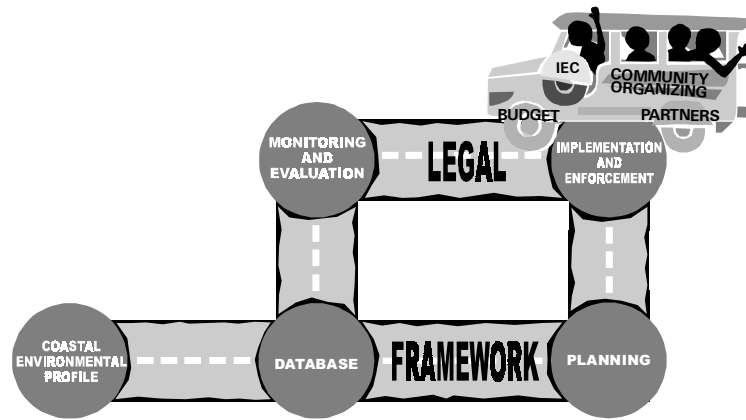 IEC
COMMUNITY
ORGANIZING
BUDGET
PARTNERS
MONITORING
AND
EVALUATION
LEGAL
IMPLEMENTATION
AND
ENFORCEMENT
COASTAL
ENVIRONMENTAL
PROFILE
DATABASE
FRAMEWORK
PLANNING